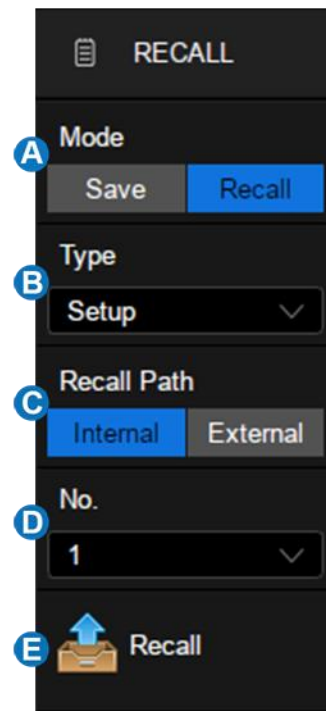 RECALL
A
Mode
Save Recall
B
Type
Setup
C
Recall Path
Internal External
D
No.
1
E
Recall